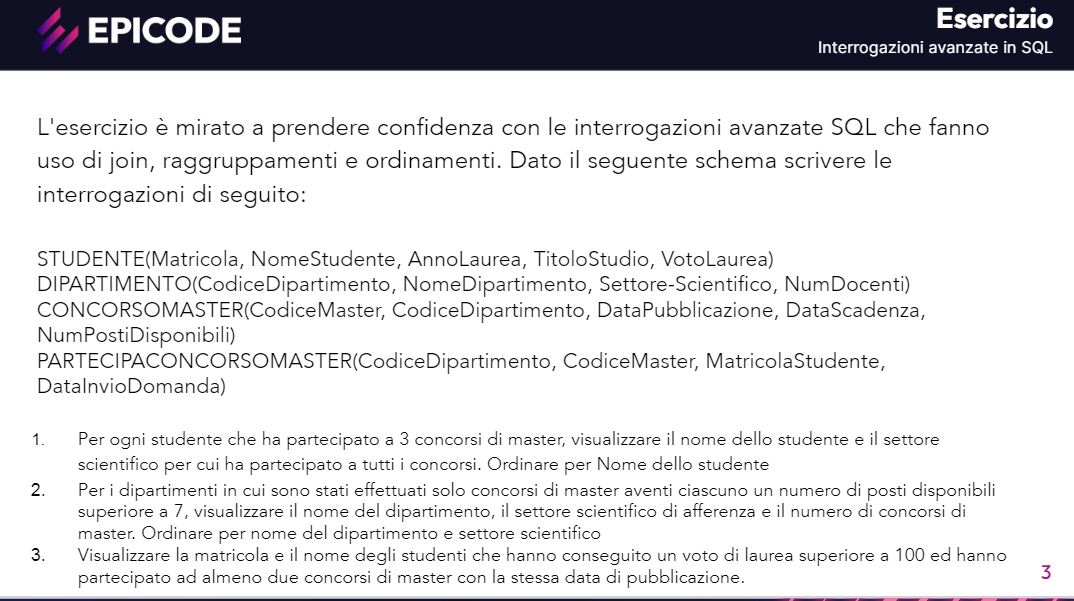 EPICODE
Esercizio
Interrogazioni avanzate in SQL
L'esercizio è mirato a prendere confidenza con le interrogazioni avanzate SQL che fanno
uso di join, raggruppamenti e ordinamenti. Dato il seguente schema scrivere le
interrogazioni di seguito:
STUDENTE(Matricola, NomeStudente, AnnoLaurea, TitoloStudio, VotoLaurea)
DIPARTIMENTO(CodiceDipartimento, NomeDipartimento, Settore-Scientifico, NumDocenti)
CONCORSOMASTER(CodiceMaster, CodiceDipartimento, DataPubblicazione, DataScadenza,
NumPostiDisponibili)
PARTECIPACONCORSOMASTER(CodiceDipartimento, CodiceMaster, MatricolaStudente,
DataInvioDomanda)
1. Per ogni studente che ha partecipato a 3 concorsi di master, visualizzare il nome dello studente e il settore
scientifico per cui ha partecipato a tutti i concorsi. Ordinare per Nome dello studente
2. Per i dipartimenti in cui sono stati effettuati solo concorsi di master aventi ciascuno un numero di posti disponibili
superiore a 7, visualizzare il nome del dipartimento, il settore scientifico di afferenza e il numero di concorsi di
master. Ordinare per nome del dipartimento e settore scientifico
3. Visualizzare la matricola e il nome degli studenti che hanno conseguito un voto di laurea superiore a 100 ed hanno
partecipato ad almeno due concorsi di master con la stessa data di pubblicazione.
3